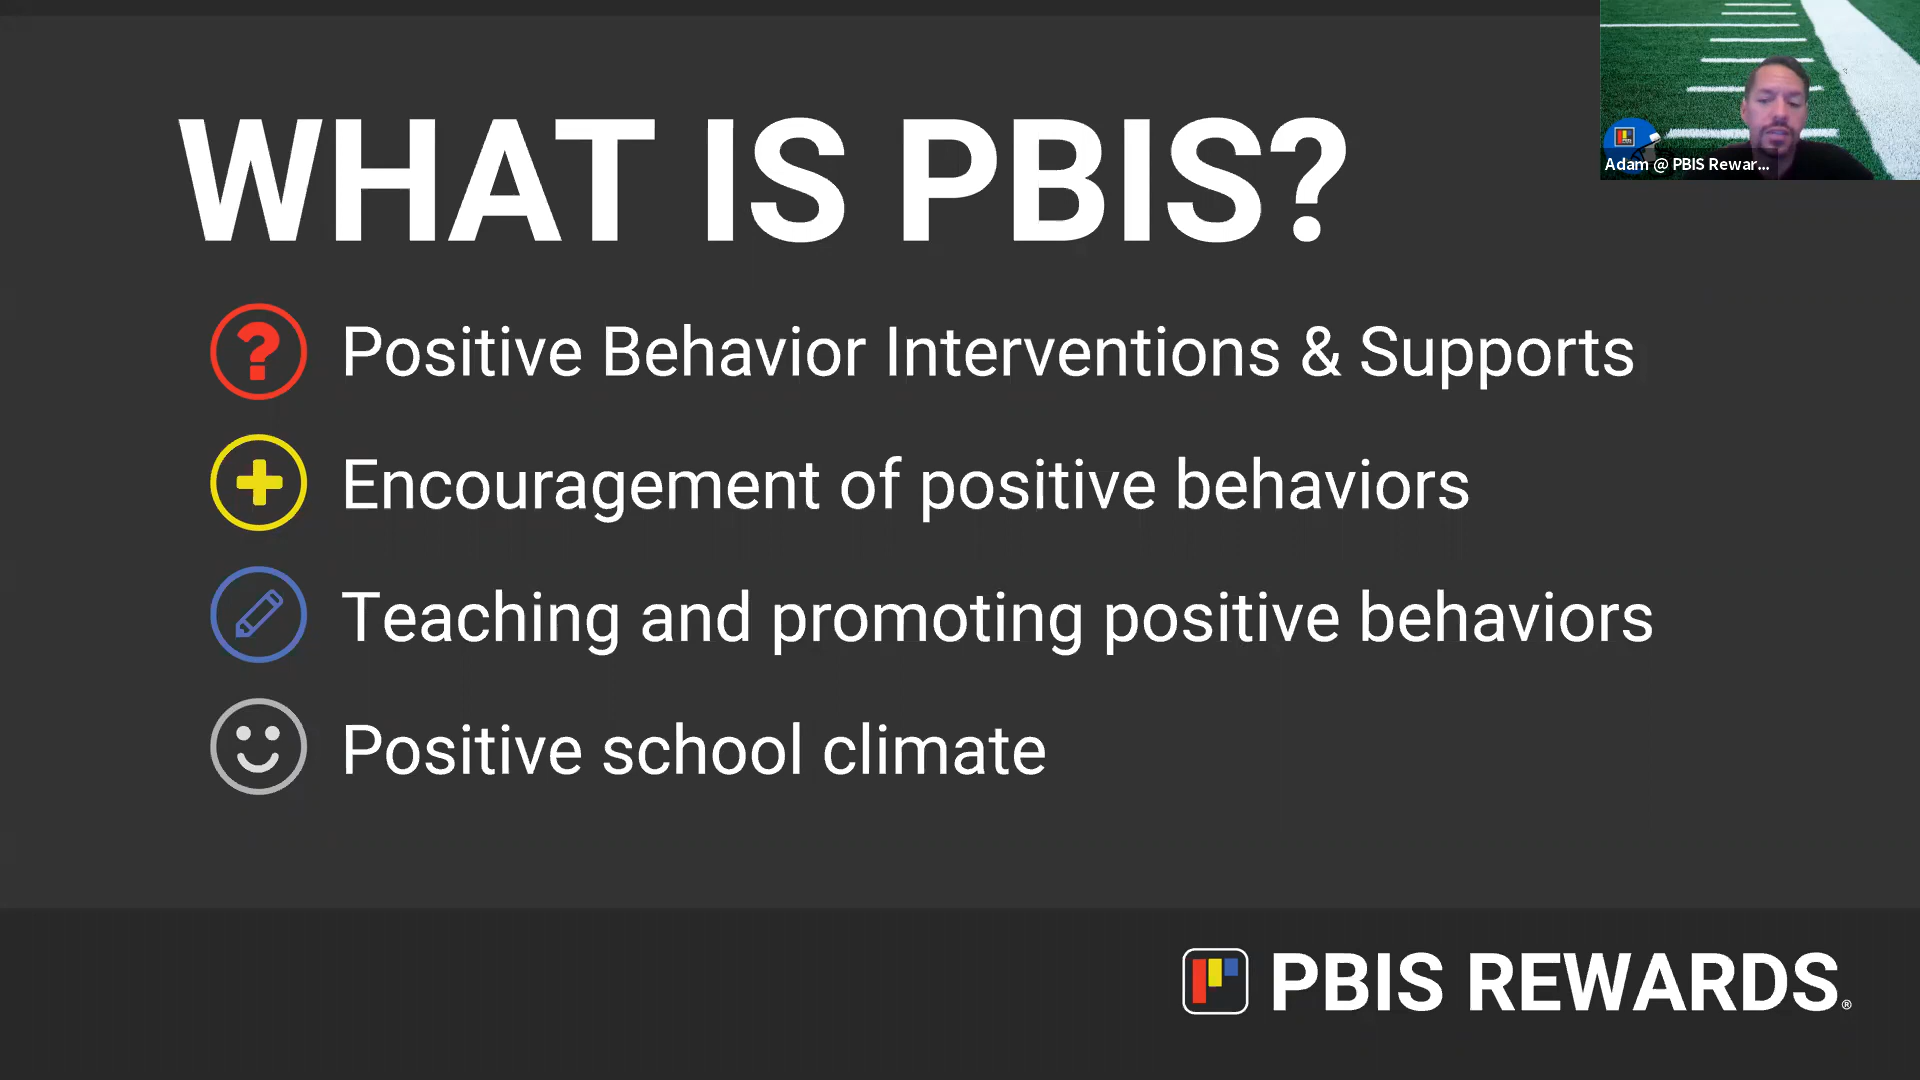 WHAT IS PBIS?
Adam @ PBIS Rewar...
Positive Behavior Interventions & Supports
Encouragement of positive behaviors
Teaching and promoting positive behaviors
Positive school climate
PBIS REWARDS®